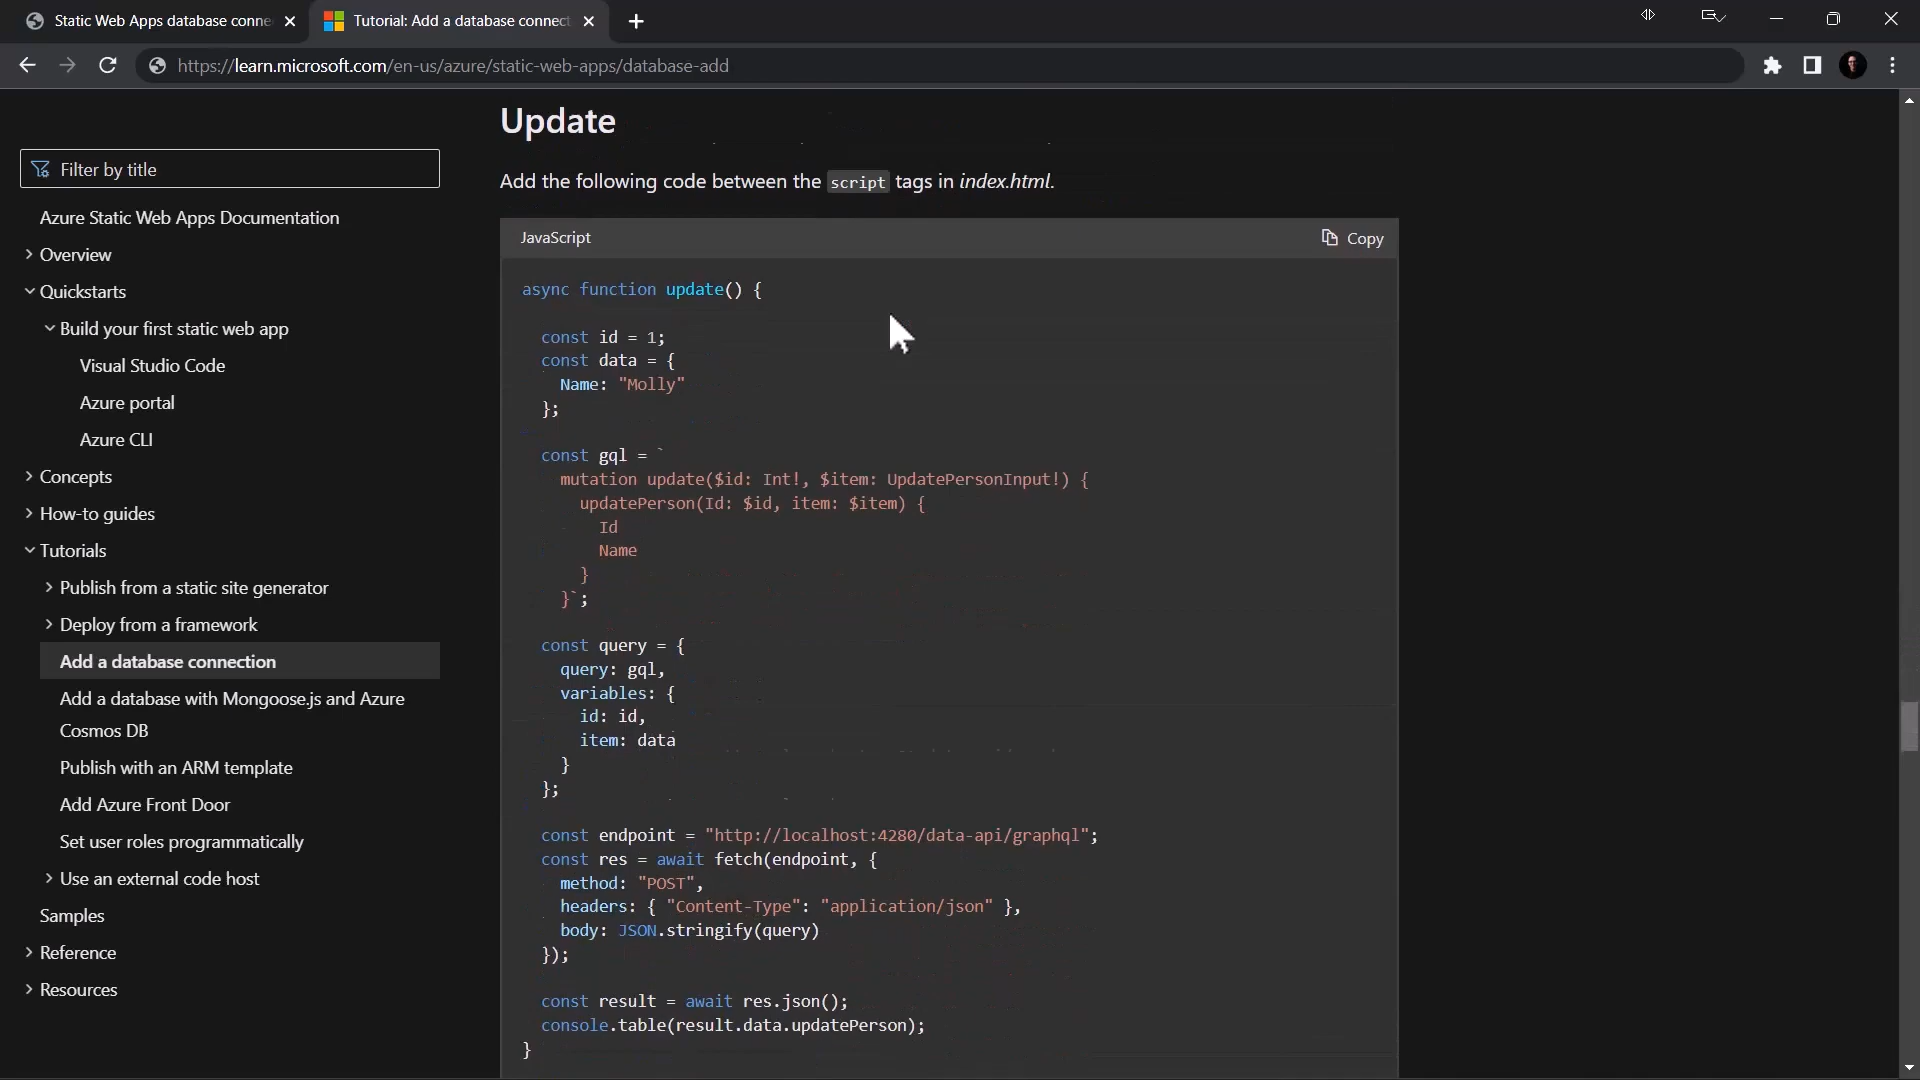 Static Web Apps database conne
Tutorial: Add a database connect
https://learn.microsoft.com/en-us/azure/static-web-apps/database-add
Filter by title
Azure Static Web Apps Documentation
Overview
Quickstarts
Build your first static web app
Visual Studio Code
Azure portal
Azure CLI
Concepts
How-to guides
Tutorials
Publish from a static site generator
Deploy from a framework
Add a database connection
Add a database with Mongoose.js and Azure
Cosmos DB
Publish with an ARM template
Add Azure Front Door
Set user roles programmatically
Use an external code host
Samples
Reference
Resources
Update
Add the following code between the script tags in index.html.
JavaScript
Copy
async function update() {
const id = 1;
const data = {
Name: "Molly"
};
const gql = `
mutation update($id: Int!, $item: UpdatePersonInput!) {
updatePerson(Id: $id, item: $item) {
Id
Name
}
}`;
const query = {
query: gql,
variables: {
id: id,
item: data
}
};
const endpoint = "http://localhost:4280/data-api/graphql";
const res = await fetch(endpoint, {
method: "POST",
headers: { "Content-Type": "application/json" },
body: JSON.stringify(query)
});
const result = await res.json();
console.table(result.data.updatePerson);
}